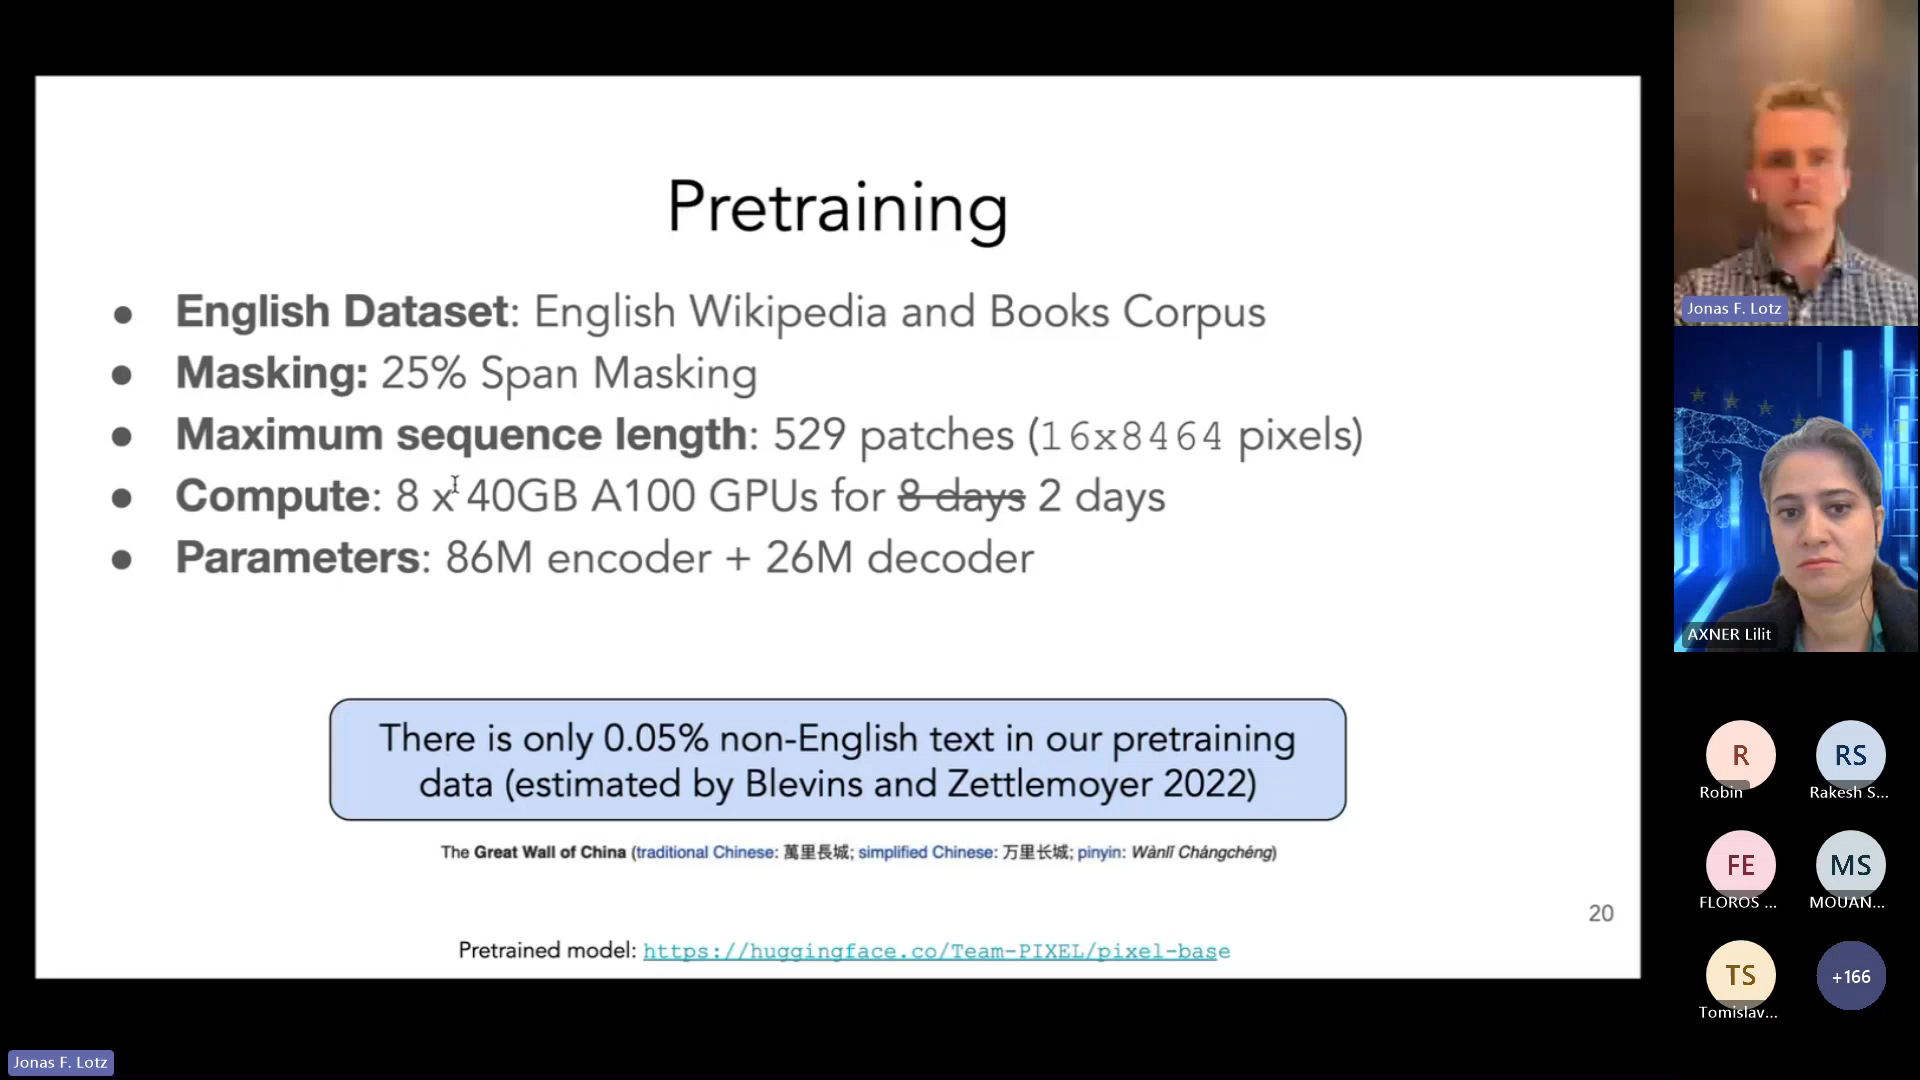 Pretraining
● English Dataset: English Wikipedia and Books Corpus
● Masking: 25% Span Masking
● Maximum sequence length: 529 patches (16x8464 pixels)
● Compute: 8 x 40GB A100 GPUs for 8 days 2 days
● Parameters: 86M encoder + 26M decoder
There is only 0.05% non-English text in our pretraining
data (estimated by Blevins and Zettlemoyer 2022)
The Great Wall of China (traditional Chinese: 萬里長城; simplified Chinese: 万里长城; pinyin: Wànlǐ Chángchéng)
20
Pretrained model: https://huggingface.co/Team-PIXEL/pixel-base
Jonas F. Lotz
AXNER Lilit
R
Robin
RS
Rakesh S...
FE
FLOROS ...
MS
MOUAN...
TS
Tomislav...
+166
Jonas F. Lotz